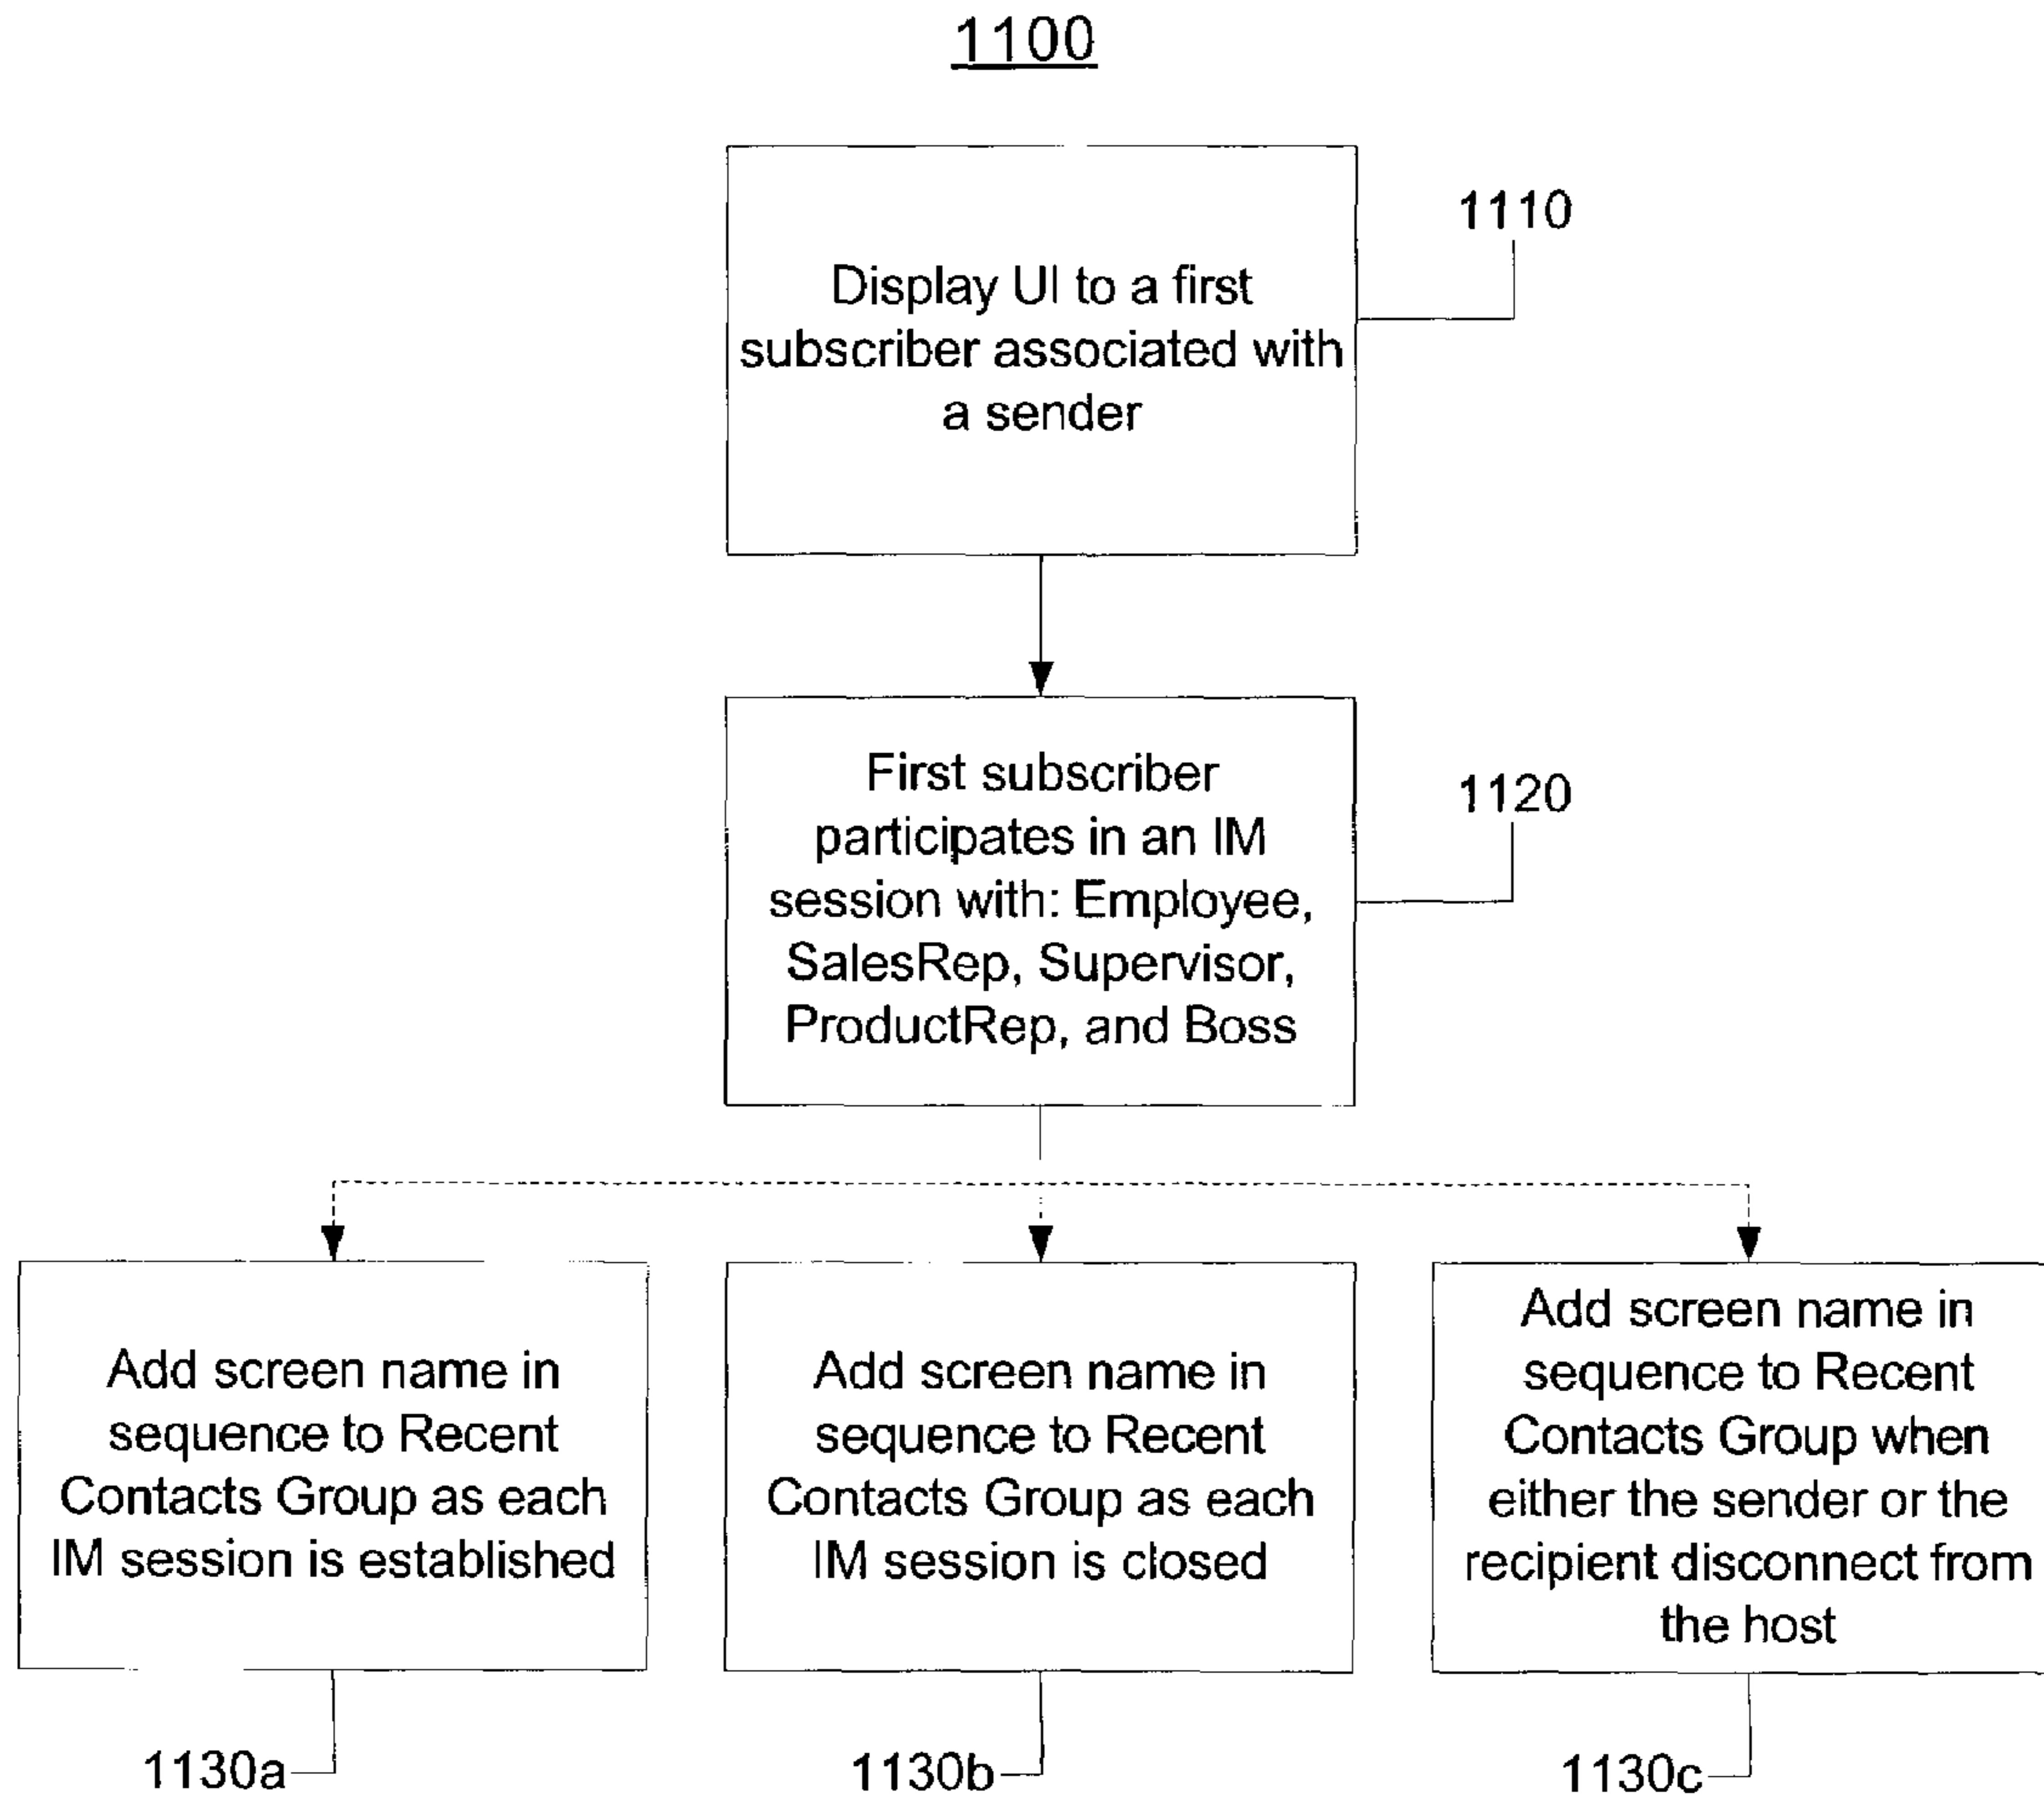 1100
Display UI to a first
subscriber associated with
a sender
1110
First subscriber
participates in an IM
session with: Employee,
SalesRep, Supervisor,
ProductRep, and Boss
1120
Add screen name in
sequence to Recent
Contacts Group as each
IM session is established
1130a
Add screen name in
sequence to Recent
Contacts Group as each
IM session is closed
1130b
Add screen name in
sequence to Recent
Contacts Group when
either the sender or the
recipient disconnect from
the host
1130c